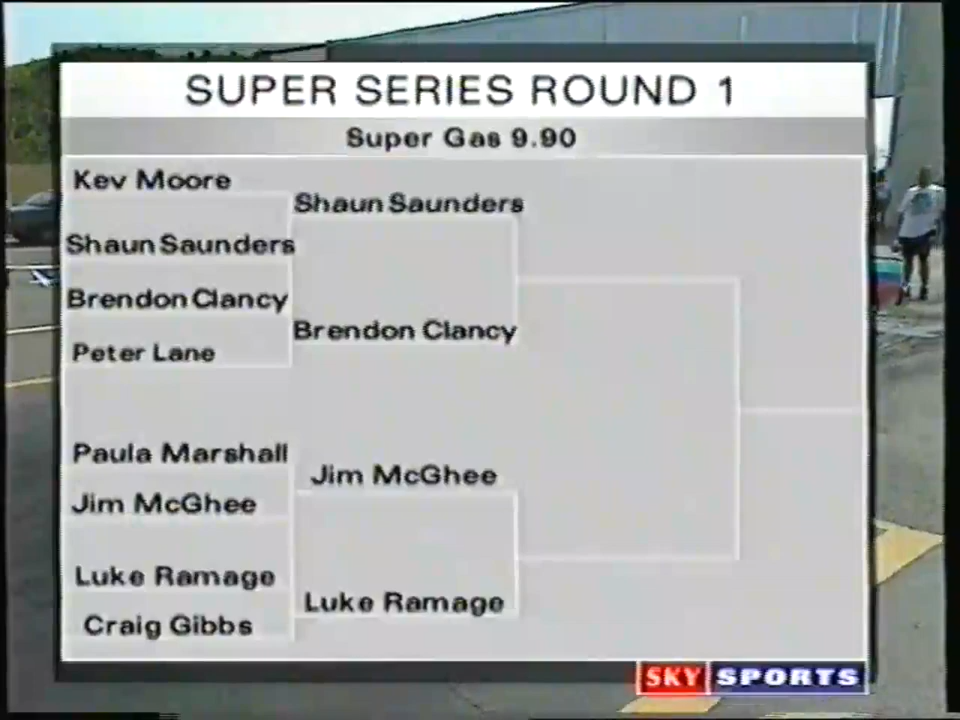 SUPER SERIES ROUND 1
Super Gas 9.90
Kev Moore
Shaun Saunders
Brendon Clancy
Peter Lane
Paula Marshall
Jim McGhee
Luke Ramage
Craig Gibbs
Shaun Saunders
Brendon Clancy
Jim McGhee
Luke Ramage
SKY SPORTS